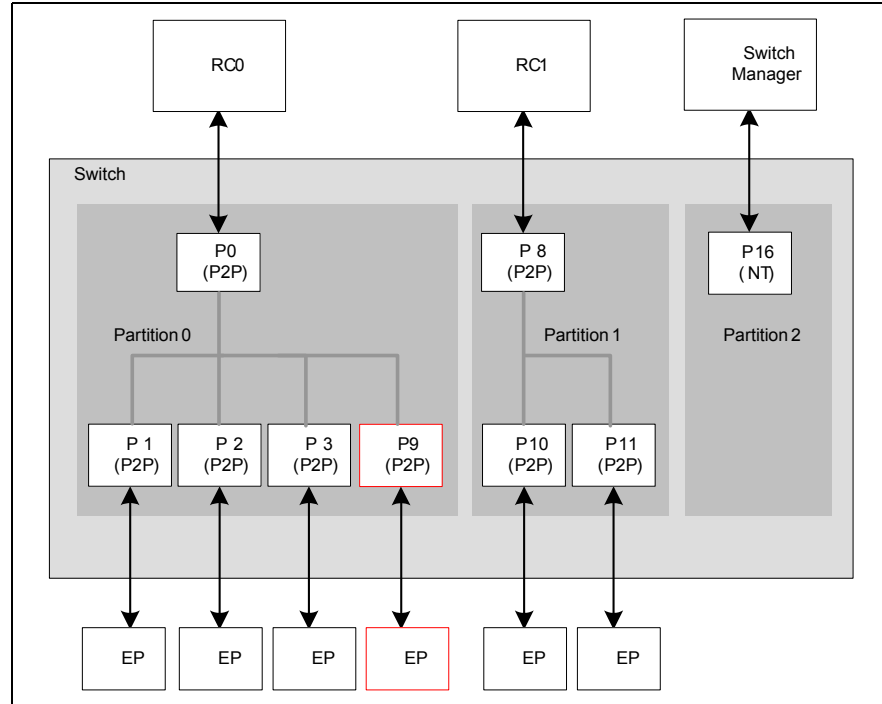 RC0
RC1
Switch
Manager
Switch
P0
(P2P)
P 8
(P2P)
P16
( NT)
Partition 0
Partition 1
Partition 2
P 1
(P2P)
P 2
(P2P)
P 3
(P2P)
P9
(P2P)
P10
(P2P)
P11
(P2P)
EP
EP
EP
EP
EP
EP